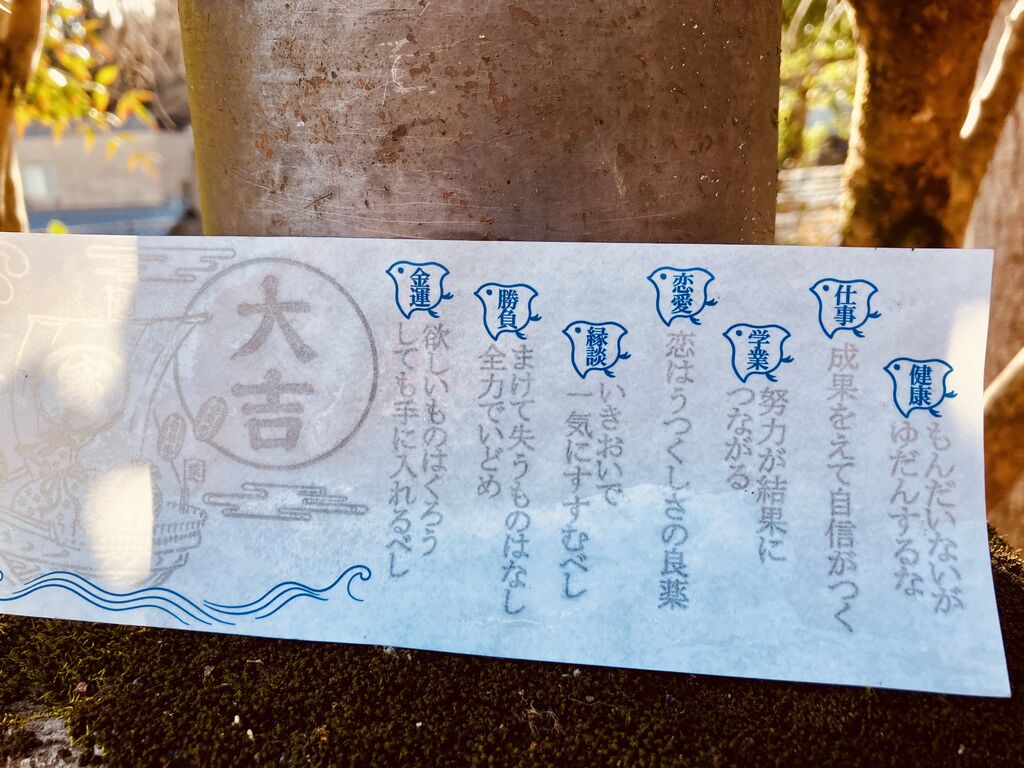 健康
もんだいないが
ゆだんするな
仕事
成果をえて自信がつく
学業
努力が結果に
つながる
恋愛
恋はうつくしさの良薬
縁談
いきおいで
一気にすすむべし
勝負
まけて失うものはなし
全力でいどめ
金運
欲しいものはくろう
しても手に入れるべし
大吉